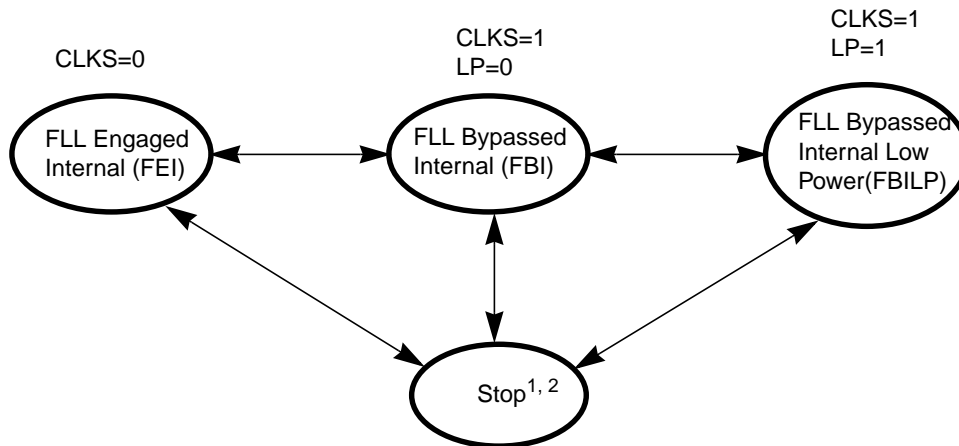 CLKS=0
CLKS=1
LP=0
CLKS=1
LP=1
FLL Engaged
Internal (FEI)
FLL Bypassed
Internal (FBI)
FLL Bypassed
Internal Low
Power(FBILP)
Stop1, 2